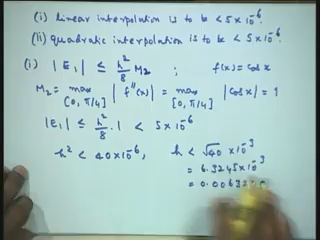 (i) linear interpolation is to be < 5×10⁻⁶
(ii) quadratic interpolation is to be < 5×10⁻⁶
(i) |E₁| ≤ h²/8 M₂ ; f(x) = cos x
M₂ = max [0, π/4] |f''(x)| = max [0, π/4] |cos x| = 1
|E₁| ≤ h²/8 . 1 < 5×10⁻⁶
h² < 40×10⁻⁶, h < √40 ×10⁻³
= 6.3245×10⁻³